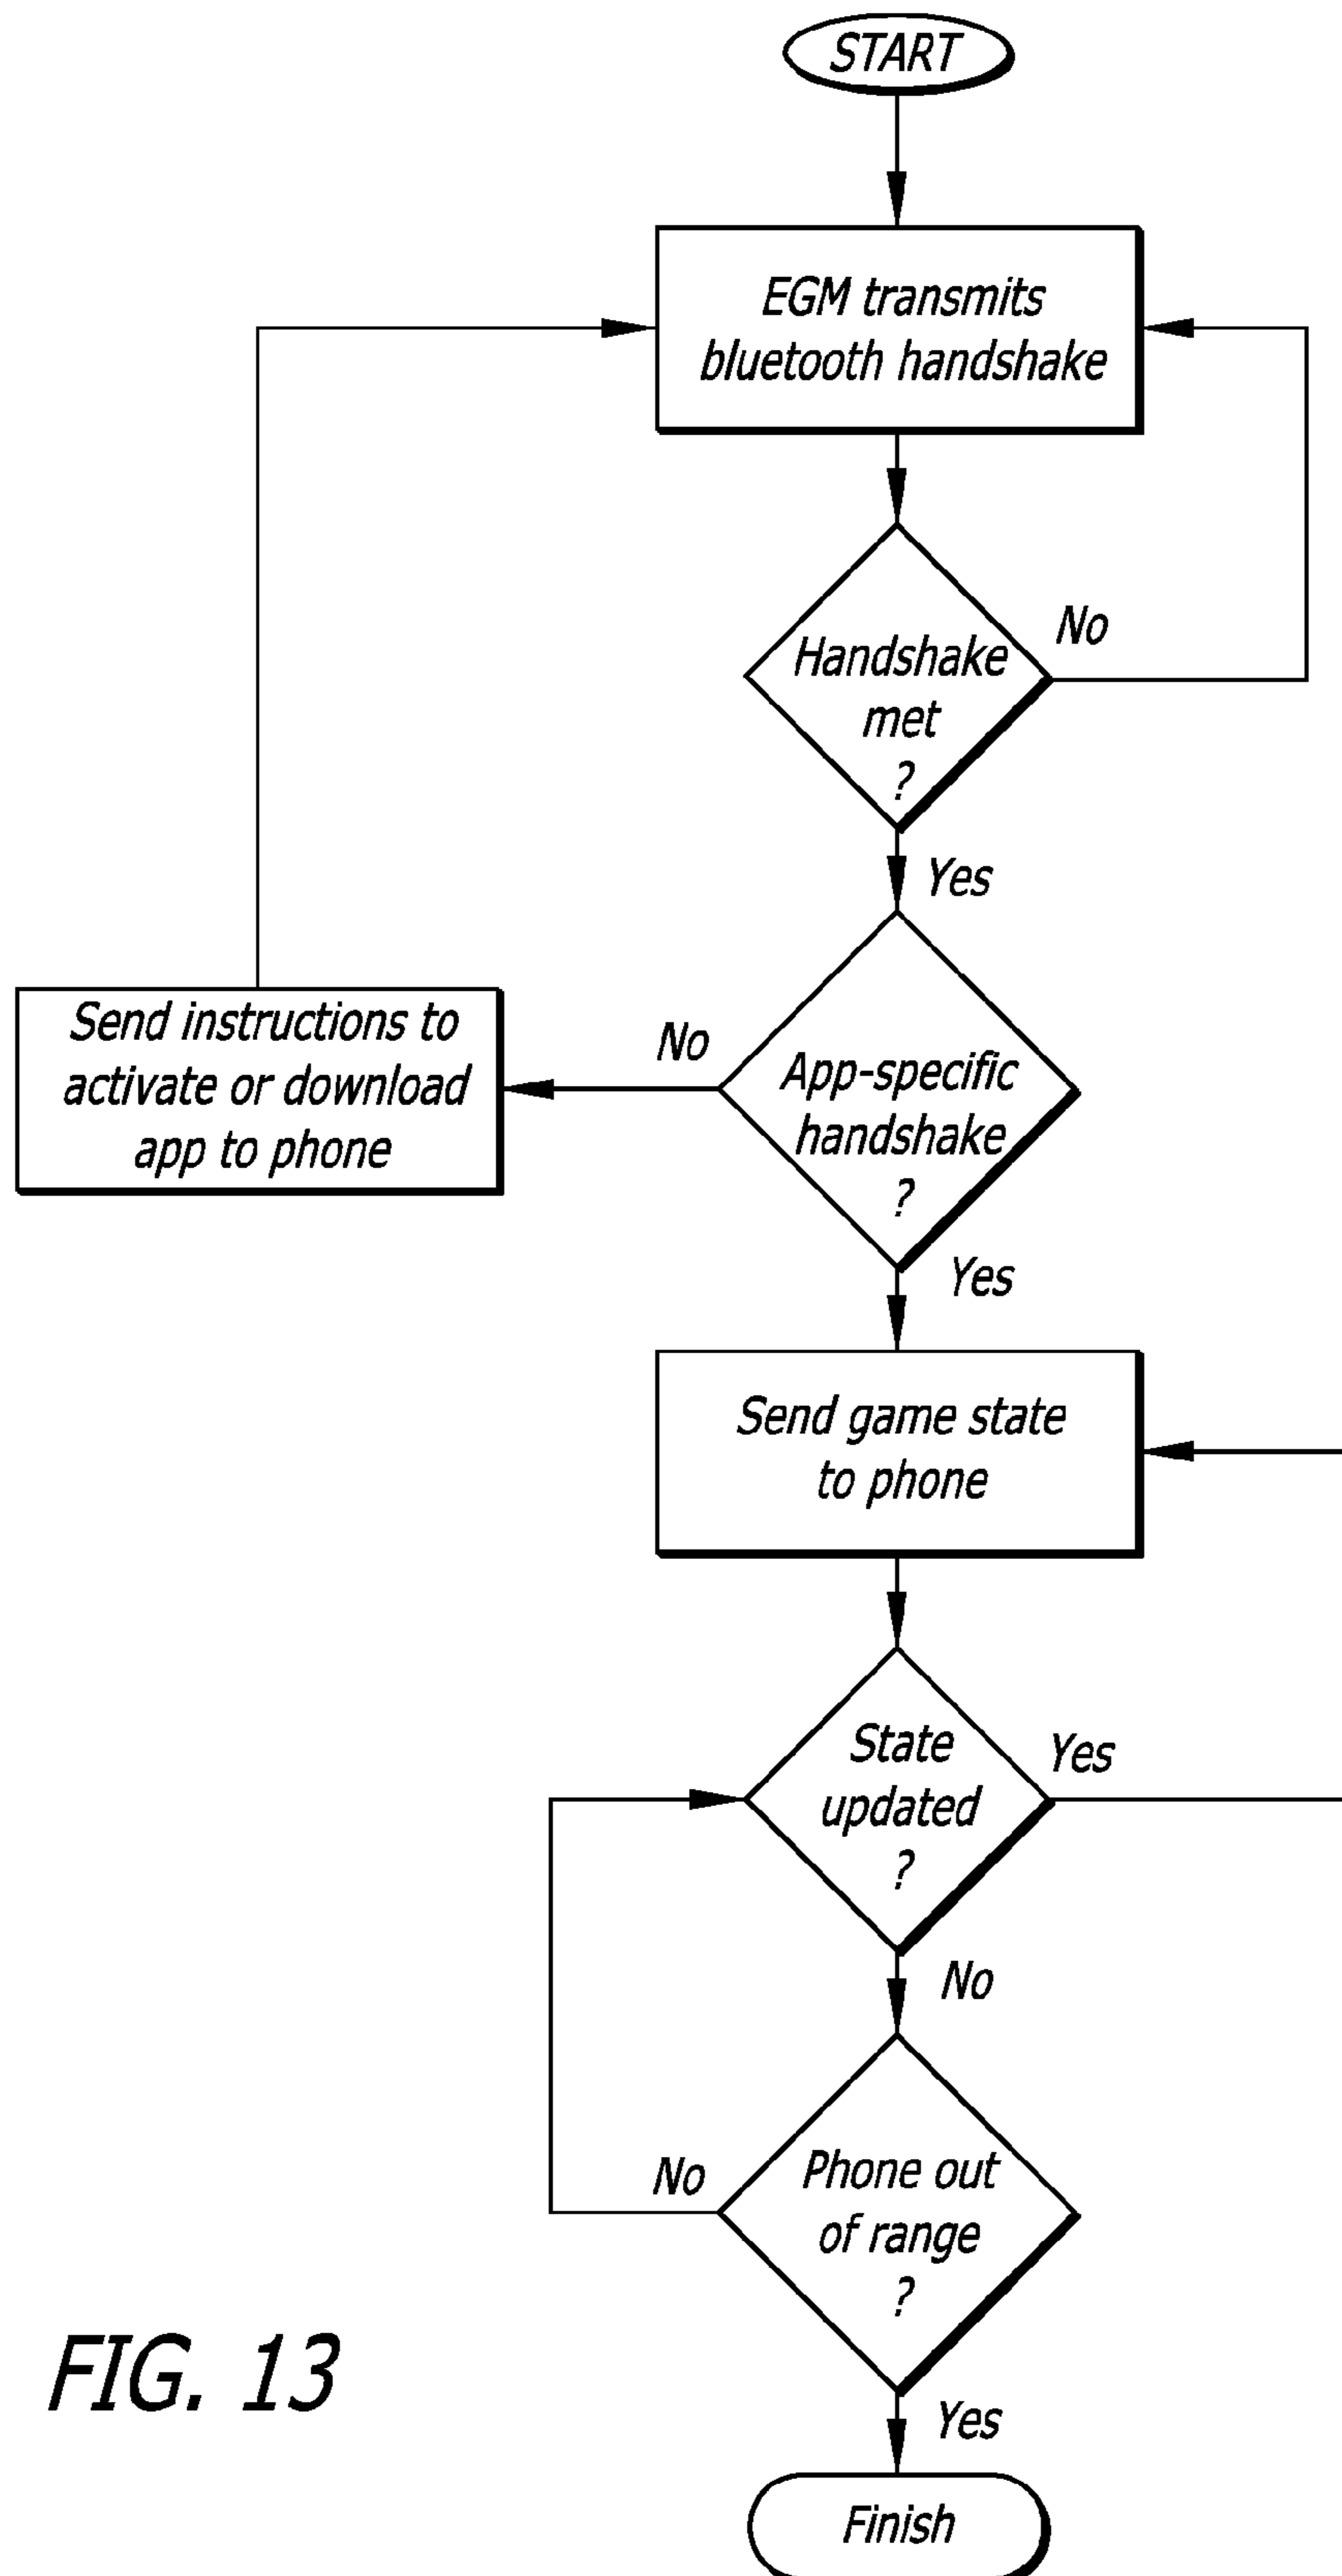 START
EGM transmits
bluetooth handshake
Handshake
met
?
No
Yes
Send instructions to
activate or download
app to phone
No
App-specific
handshake
?
Yes
Send game state
to phone
State
updated
?
Yes
No
Phone out
of range
?
No
Yes
Finish
FIG. 13